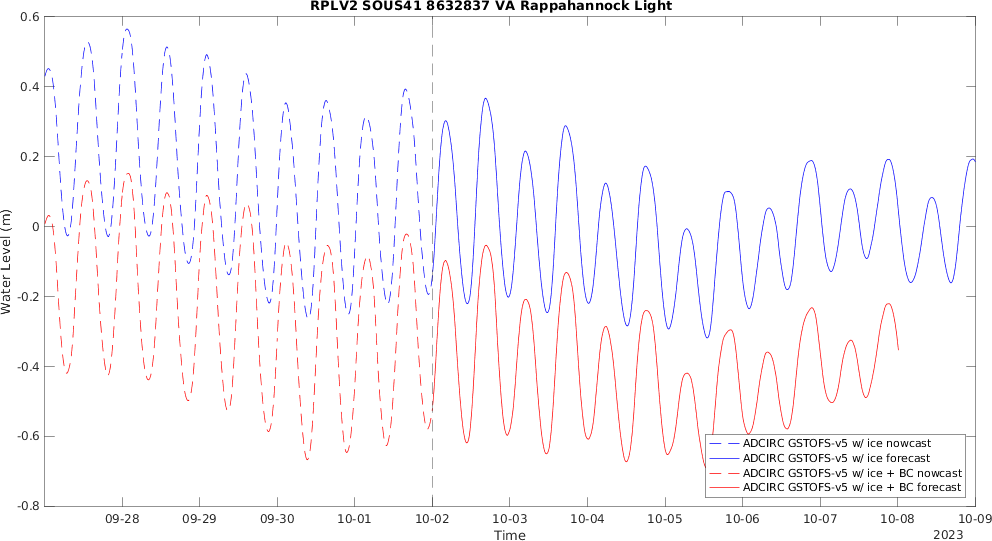 RPLV2 SOUS41 8632837 VA Rappahannock Light
0.6
0.4
0.2
0
-0.2
-0.4
-0.6
-0.8
Water Level (m)
ADCIRC GSTOFS-v5 w/ ice nowcast
ADCIRC GSTOFS-v5 w/ ice forecast
ADCIRC GSTOFS-v5 w/ ice + BC nowcast
ADCIRC GSTOFS-v5 w/ ice + BC forecast
09-28 09-29 09-30 10-01 10-02 10-03 10-04 10-05 10-06 10-07 10-08 10-09
Time
2023